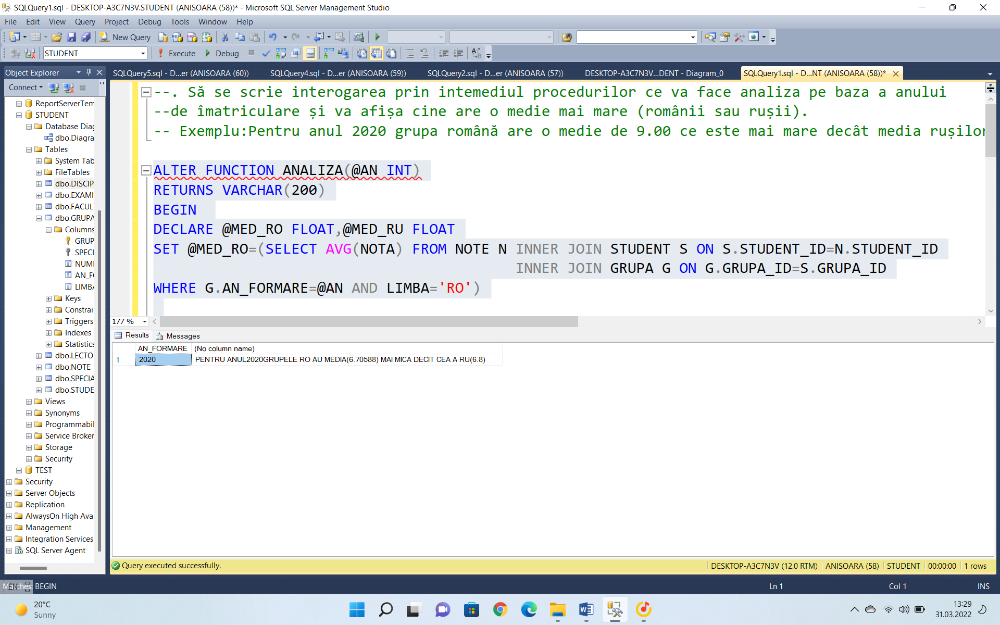 SQLQuery1.sql - DESKTOP-A3C7N3V.STUDENT (ANISOARA (58))* - Microsoft SQL Server Management Studio
File Edit View Query Project Debug Tools Window Help
New Query
STUDENT Execute Debug
Object Explorer
SQLQuery5.sql - D...er (ANISOARA (60)) SQLQuery4.sql - D...er (ANISOARA (59)) SQLQuery2.sql - D...er (ANISOARA (57)) DESKTOP-A3C7N3V...DENT - Diagram_0 SQLQuery1.sql - D...NT (ANISOARA (58))*
Connect
ReportServerTem
STUDENT
Database Diag
dbo.Diagra
Tables
System Tab
FileTables
dbo.DISCIP
dbo.EXAMI
dbo.FACUL
dbo.GRUPA
Columns
GRUP
SPECI
NUMI
AN_F
LIMBA
Keys
Constrai
Triggers
Indexes
Statistics
dbo.LECTO
dbo.NOTE
dbo.SPECIA
dbo.STUDE
Views
Synonyms
Programmabil
Service Broker
Storage
Security
TEST
Security
Server Objects
Replication
AlwaysOn High Ava
Management
Integration Services
SQL Server Agent
--. Să se scrie interogarea prin intemediul procedurilor ce va face analiza pe baza a anului
--de îmatriculare și va afișa cine are o medie mai mare (românii sau rușii).
-- Exemplu:Pentru anul 2020 grupa română are o medie de 9.00 ce este mai mare decât media rușilor
ALTER FUNCTION ANALIZA(@AN INT)
RETURNS VARCHAR(200)
BEGIN
DECLARE @MED_RO FLOAT,@MED_RU FLOAT
SET @MED_RO=(SELECT AVG(NOTA) FROM NOTE N INNER JOIN STUDENT S ON S.STUDENT_ID=N.STUDENT_ID
INNER JOIN GRUPA G ON G.GRUPA_ID=S.GRUPA_ID
WHERE G.AN_FORMARE=@AN AND LIMBA='RO')
177 %
Results Messages
AN_FORMARE (No column name)
1 2020 PENTRU ANUL2020GRUPELE RO AU MEDIA(6.70588) MAI MICA DECIT CEA A RU(6.8)
Query executed successfully. DESKTOP-A3C7N3V (12.0 RTM) ANISOARA (58) STUDENT 00:00:00 1 rows
Matches: BEGIN Ln 1 Col 1 INS
20°C
Sunny
13:29
31.03.2022